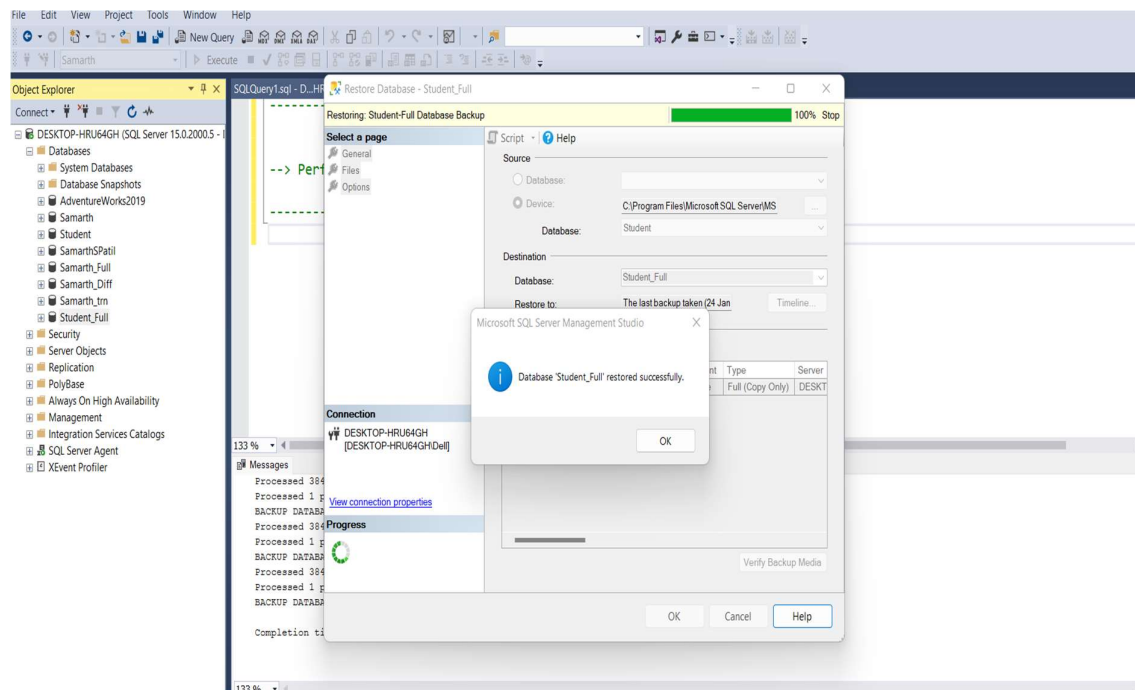 File Edit View Project Tools Window Help
New Query MDX DMX XMLA DAX
Samarth Execute
Object Explorer
Connect
DESKTOP-HRU64GH (SQL Server 15.0.2000.5 - I
Databases
System Databases
Database Snapshots
AdventureWorks2019
Samarth
Student
SamarthSPatil
Samarth_Full
Samarth_Diff
Samarth_trn
Student_Full
Security
Server Objects
Replication
PolyBase
Always On High Availability
Management
Integration Services Catalogs
SQL Server Agent
XEvent Profiler
SQLQuery1.sql - D...HR
---------
--> Perf
---------
133 %
Messages
Processed 384
Processed 1 p
BACKUP DATABA
Processed 384
Processed 1 p
BACKUP DATABA
Processed 384
Processed 1 p
BACKUP DATABA
Completion ti
133 %
Restore Database - Student_Full
Restoring: Student-Full Database Backup 100% Stop
Select a page
General
Files
Options
Connection
DESKTOP-HRU64GH
[DESKTOP-HRU64GH\Dell]
View connection properties
Progress
Script Help
Source
Database:
Device: C:\Program Files\Microsoft SQL Server\MS ...
Database: Student
Destination
Database: Student_Full
Restore to: The last backup taken (24 Jan Timeline...
nt Type Server
Full (Copy Only) DESKT
Verify Backup Media
OK Cancel Help
Microsoft SQL Server Management Studio
Database 'Student_Full' restored successfully.
OK